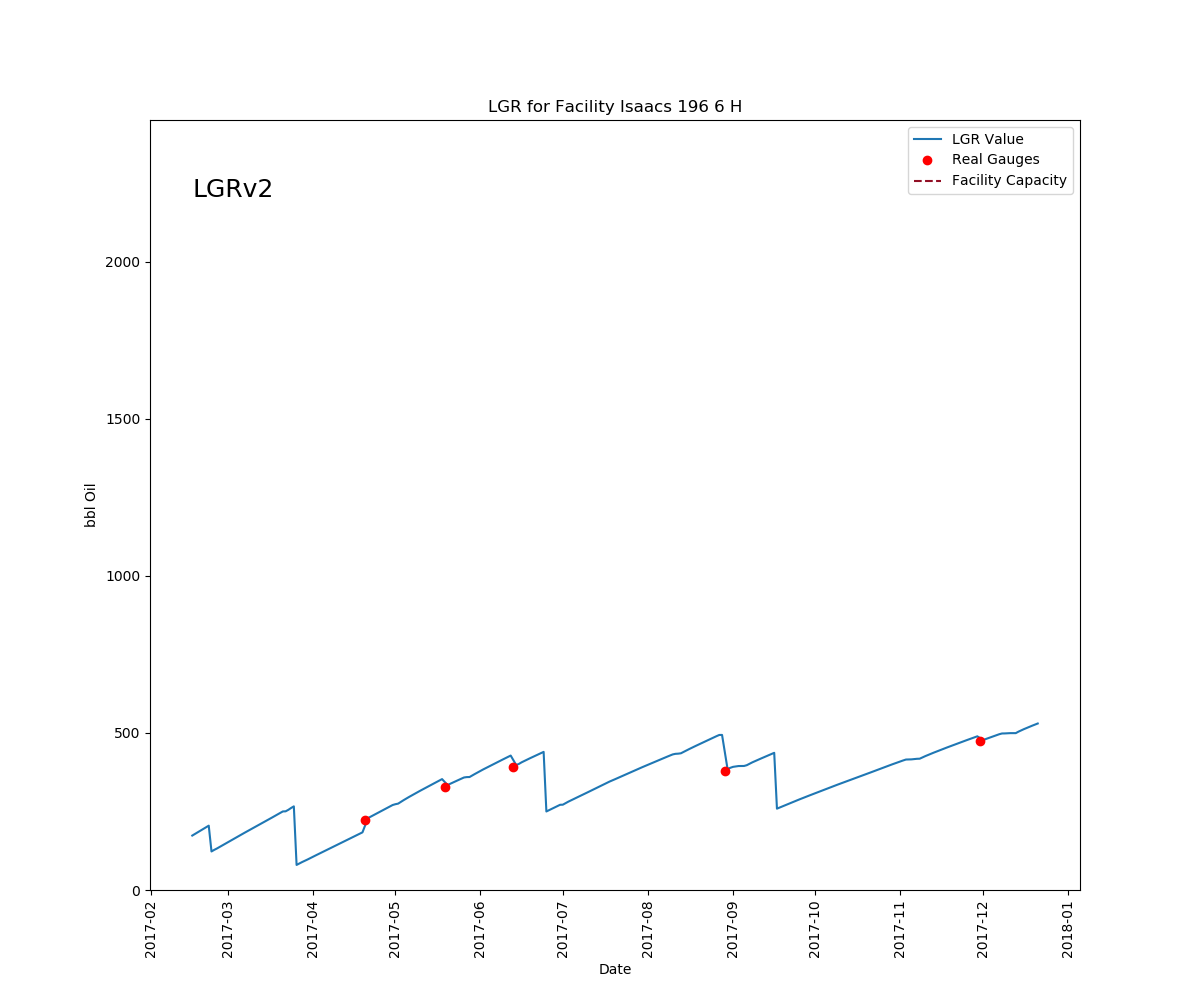 LGR for Facility Isaacs 196 6 H
LGRv2
LGR Value
Real Gauges
Facility Capacity
2000
1500
1000
500
0
bbl Oil
2017-02
2017-03
2017-04
2017-05
2017-06
2017-07
2017-08
2017-09
2017-10
2017-11
2017-12
2018-01
Date